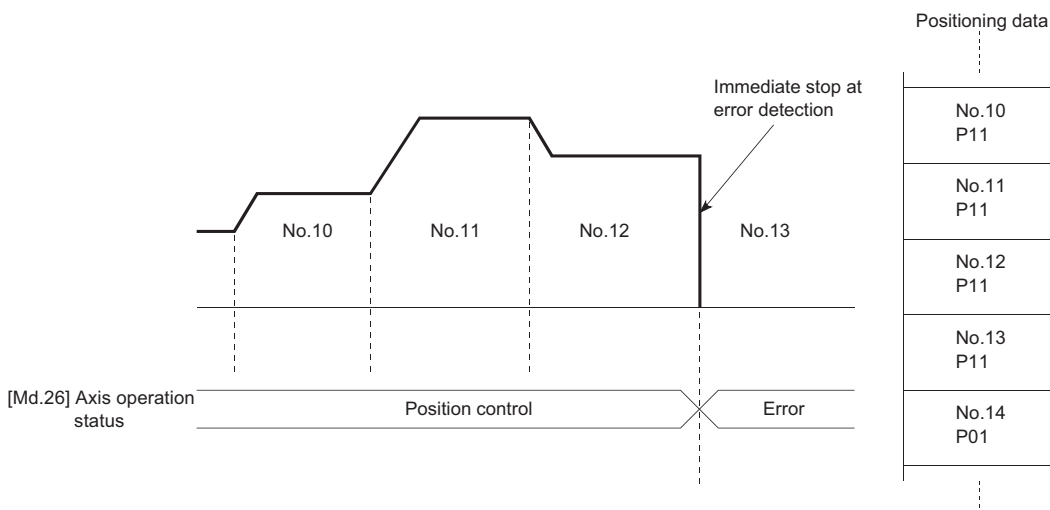 Positioning data
Immediate stop at
error detection
No.10
P11
No.11
P11
No.10
No.11
No.12
No.13
No.12
P11
No.13
P11
[Md.26] Axis operation
status
Position control
Error
No.14
P01